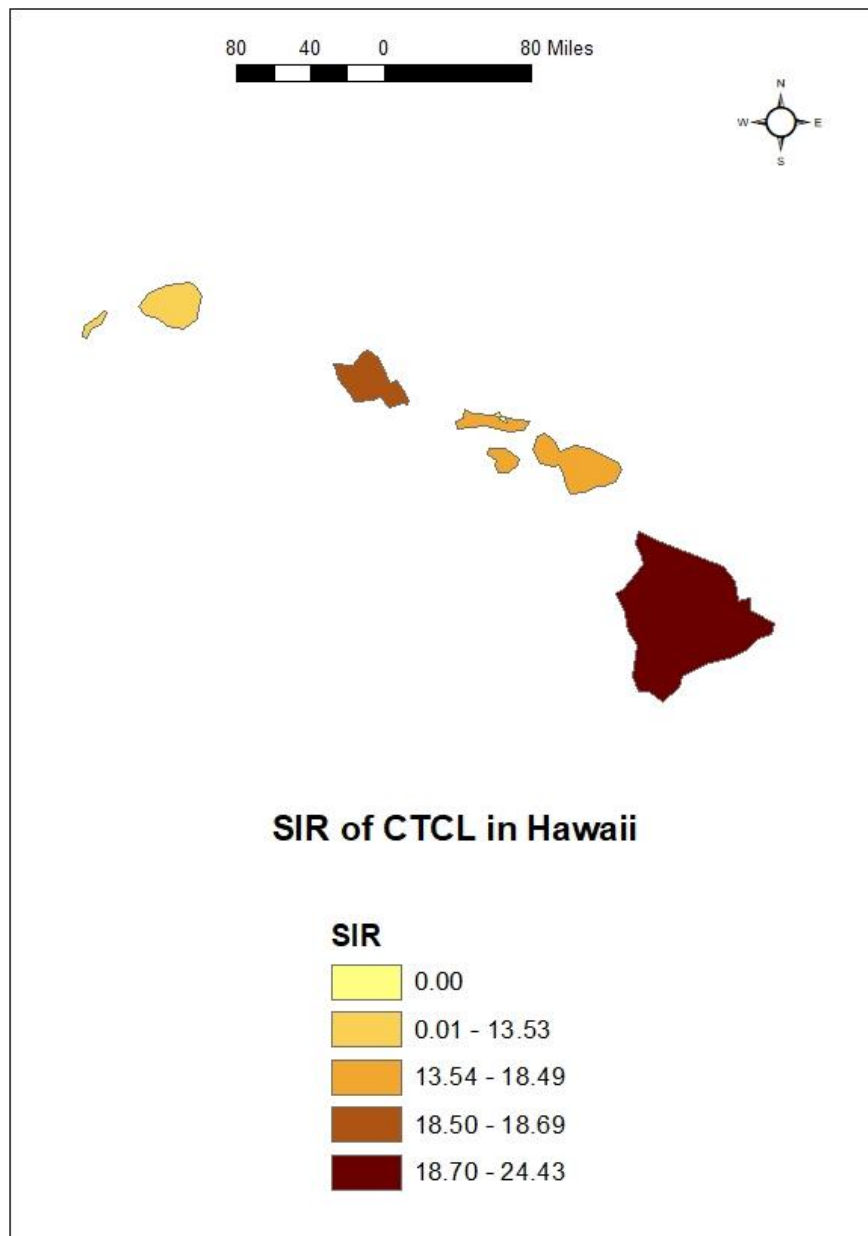 80 40 0 80 Miles
N
W E
S
SIR of CTCL in Hawaii
SIR
0.00
0.01 - 13.53
13.54 - 18.49
18.50 - 18.69
18.70 - 24.43